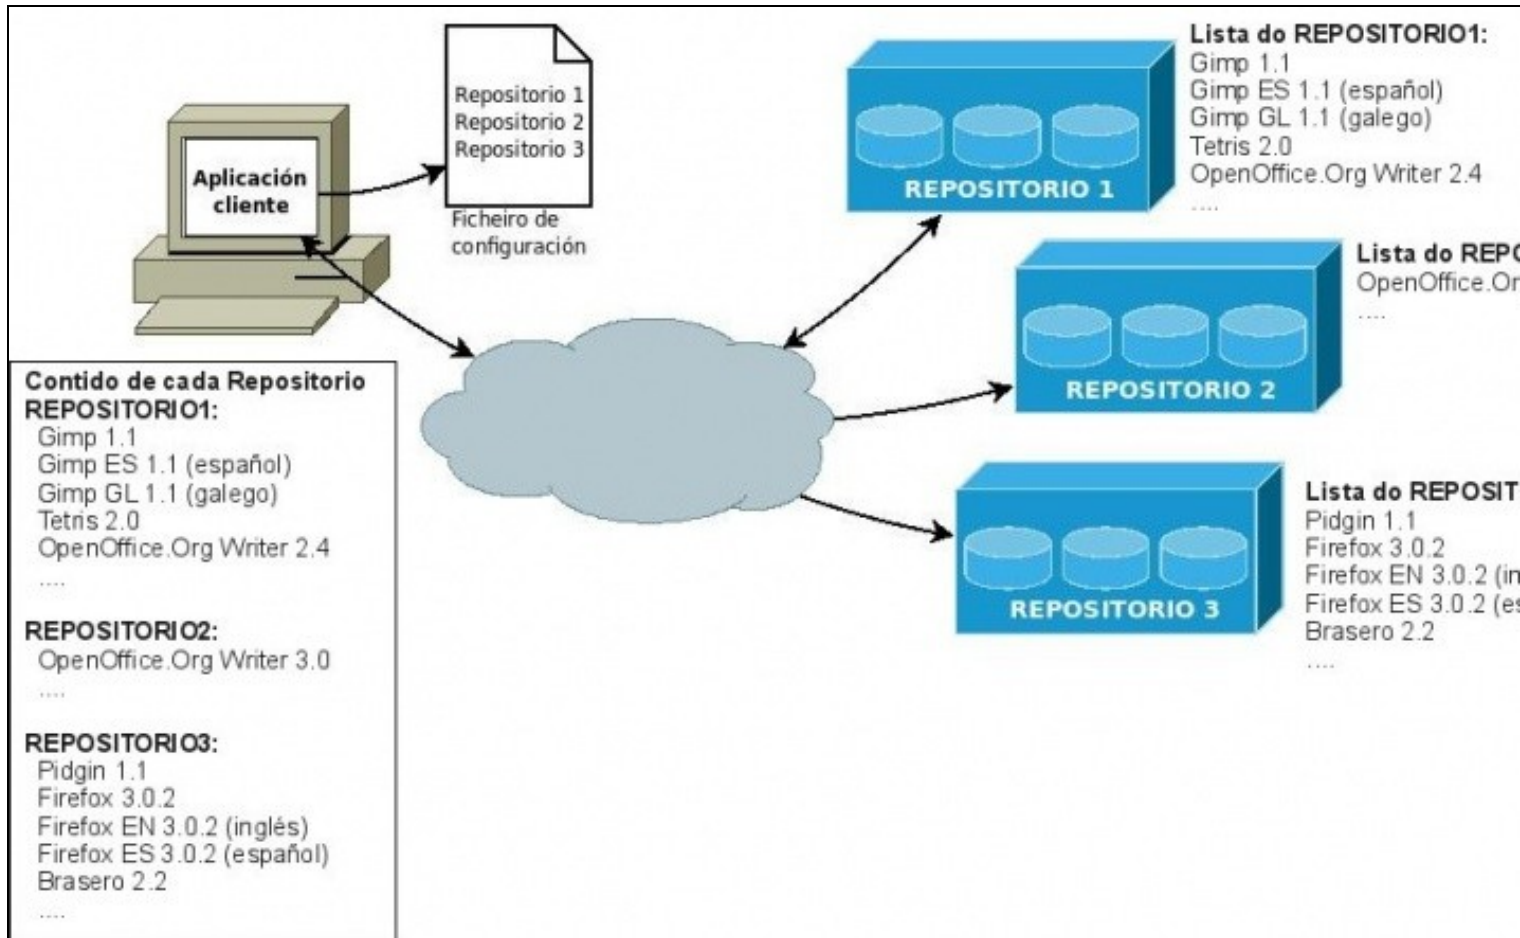 Aplicación
cliente
Repositorio 1
Repositorio 2
Repositorio 3
Ficheiro de
configuración
REPOSITORIO 1
Lista do REPOSITORIO1:
Gimp 1.1
Gimp ES 1.1 (español)
Gimp GL 1.1 (galego)
Tetris 2.0
OpenOffice.Org Writer 2.4
....
REPOSITORIO 2
Lista do
....
REPOSITORIO 3
Lista do
Pidgin 1.1
Firefox 3.0.2
Firefox EN 3.0.2
Firefox ES 3.0.2
Brasero 2.2
....
Contido de cada Repositorio
REPOSITORIO1:
Gimp 1.1
Gimp ES 1.1 (español)
Gimp GL 1.1 (galego)
Tetris 2.0
OpenOffice.Org Writer 2.4
....
REPOSITORIO2:
OpenOffice.Org Writer 3.0
....
REPOSITORIO3:
Pidgin 1.1
Firefox 3.0.2
Firefox EN 3.0.2 (inglés)
Firefox ES 3.0.2 (español)
Brasero 2.2
....